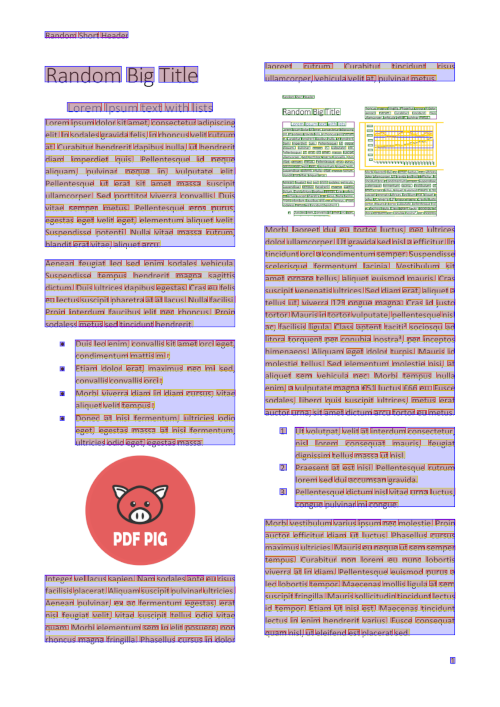 Random Short Header
Random Big Title
Lorem Ipsum text with lists
Lorem ipsum dolor sit amet, consectetur adipiscing
elit. In sodales gravida felis. In rhoncus velit rutrum
at. Curabitur hendrerit dapibus nulla, ut hendrerit
diam imperdiet quis. Pellentesque id neque
aliquam, pulvinar neque in, vulputate elit.
Pellentesque ut erat sit amet massa suscipit
ullamcorper. Sed porttitor viverra convallis. Duis
vitae semper metus. Pellentesque eros purus,
egestas eget velit eget, elementum aliquet velit.
Suspendisse potenti. Nulla vitae massa rutrum,
blandit erat vitae, aliquet arcu.
Aenean feugiat leo sed enim sodales vehicula.
Suspendisse tempus hendrerit magna sagittis
dictum. Duis ultrices dapibus egestas. Cras eu felis
eu lectus suscipit pharetra at at lacus. Nulla facilisi.
Proin interdum faucibus elit nec rhoncus. Proin
sodales metus sed tincidunt hendrerit.
Duis leo enim, convallis sit amet orci eget,
condimentum mattis mi.
Etiam dolor erat, maximus nec mi sed,
convallis convallis orci.
Morbi viverra diam in diam cursus, vitae
aliquet velit tempus.
Donec at nisi fermentum, ultricies odio
eget, egestas massa. at nisi fermentum,
ultricies odio eget, egestas massa.
PDF PIG
Integer vel lacus sapien. Nam sodales ante eu risus
facilisis placerat. Aliquam suscipit pulvinar ultricies.
Aenean pulvinar, ex ac fermentum egestas, erat
nisl feugiat velit, vitae suscipit tellus odio vitae
quam. Morbi elementum sem in elit posuere, non
rhoncus magna fringilla. Phasellus cursus in dolor
laoreet rutrum. Curabitur tincidunt risus
ullamcorper, vehicula velit at, pulvinar metus.
Random Big Title
Morbi laoreet dui eu tortor luctus, nec ultrices
dolor ullamcorper. Ut gravida sed nisl a efficitur. In
tincidunt orci a condimentum semper. Suspendisse
scelerisque fermentum lacinia. Vestibulum sit
amet ornare sem, aliquet euismod risus. Cras
suscipit venenatis ultrices. Sed diam erat, aliquet a
tellus ut, viverra 179 congue magna. Cras id justo
tortor. Mauris in tortor vulputate, pellentesque nisl
ac, facilisis ligula. Class aptent taciti sociosqu ad
litora torquent per conubia nostra, per inceptos
himenaeos. Aliquam eget dolor turpis. Mauris id
molestie tellus. Sed elementum molestie nisi, at
aliquet sem vehicula nec. Morbi tempus nulla
enim, a vulputate magna 453 luctus 668 eu. Fusce
sodales, libero quis suscipit ultrices, metus erat
auctor urna, sit amet dictum arcu tortor eu metus.
1. Ut volutpat, velit at interdum consectetur,
nisl lorem consequat mauris, feugiat
dignissim tellus massa ut nisl.
2. Praesent at est nisi. Pellentesque rutrum
lorem sed dui accumsan gravida.
3. Pellentesque dictum nisl vitae urna luctus,
congue pulvinar mi congue.
Morbi vestibulum varius ipsum nec molestie. Proin
auctor efficitur diam ut luctus. Phasellus cursus
maximus ultricies. Mauris eu neque ut sem semper
tempus. Curabitur non lorem eu nunc lobortis
viverra at in diam. Pellentesque euismod purus a
leo lobortis tempor. Maecenas mollis ligula at sem
suscipit fringilla. Mauris sollicitudin tincidunt lectus
id tempor. Etiam ut nisi est. Maecenas tincidunt
lectus in enim hendrerit varius. Fusce consequat
quam nisl, ut eleifend est placerat sed.
1